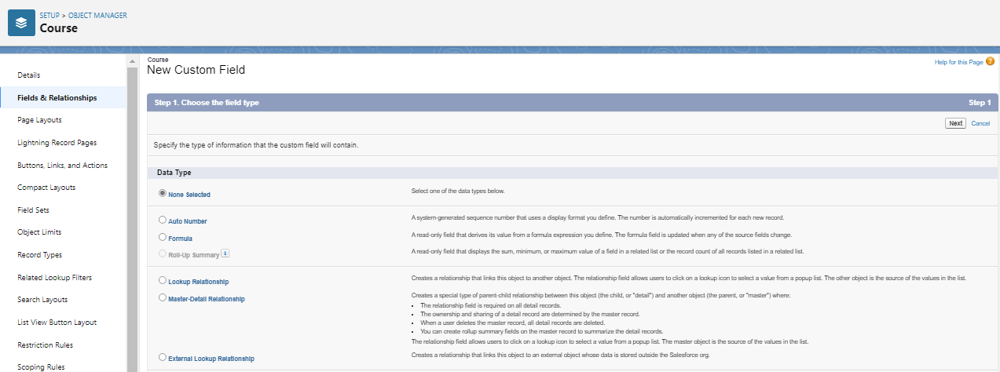 SETUP > OBJECT MANAGER
Course
Details
Fields & Relationships
Page Layouts
Lightning Record Pages
Buttons, Links, and Actions
Compact Layouts
Field Sets
Object Limits
Record Types
Related Lookup Filters
Search Layouts
List View Button Layout
Restriction Rules
Scoping Rules
Course
New Custom Field
Help for this Page ?
Step 1. Choose the field type Step 1
Next Cancel
Specify the type of information that the custom field will contain.
Data Type
None Selected Select one of the data types below.
Auto Number A system-generated sequence number that uses a display format you define. The number is automatically incremented for each new record.
Formula A read-only field that derives its value from a formula expression you define. The formula field is updated when any of the source fields change.
Roll-Up Summary i A read-only field that displays the sum, minimum, or maximum value of a field in a related list or the record count of all records listed in a related list.
Lookup Relationship Creates a relationship that links this object to another object. The relationship field allows users to click on a lookup icon to select a value from a popup list. The other object is the source of the values in the list.
Master-Detail Relationship Creates a special type of parent-child relationship between this object (the child, or "detail") and another object (the parent, or "master") where:
• The relationship field is required on all detail records.
• The ownership and sharing of a detail record are determined by the master record.
• When a user deletes the master record, all detail records are deleted.
• You can create rollup summary fields on the master record to summarize the detail records.
The relationship field allows users to click on a lookup icon to select a value from a popup list. The master object is the source of the values in the list.
External Lookup Relationship Creates a relationship that links this object to an external object whose data is stored outside the Salesforce org.